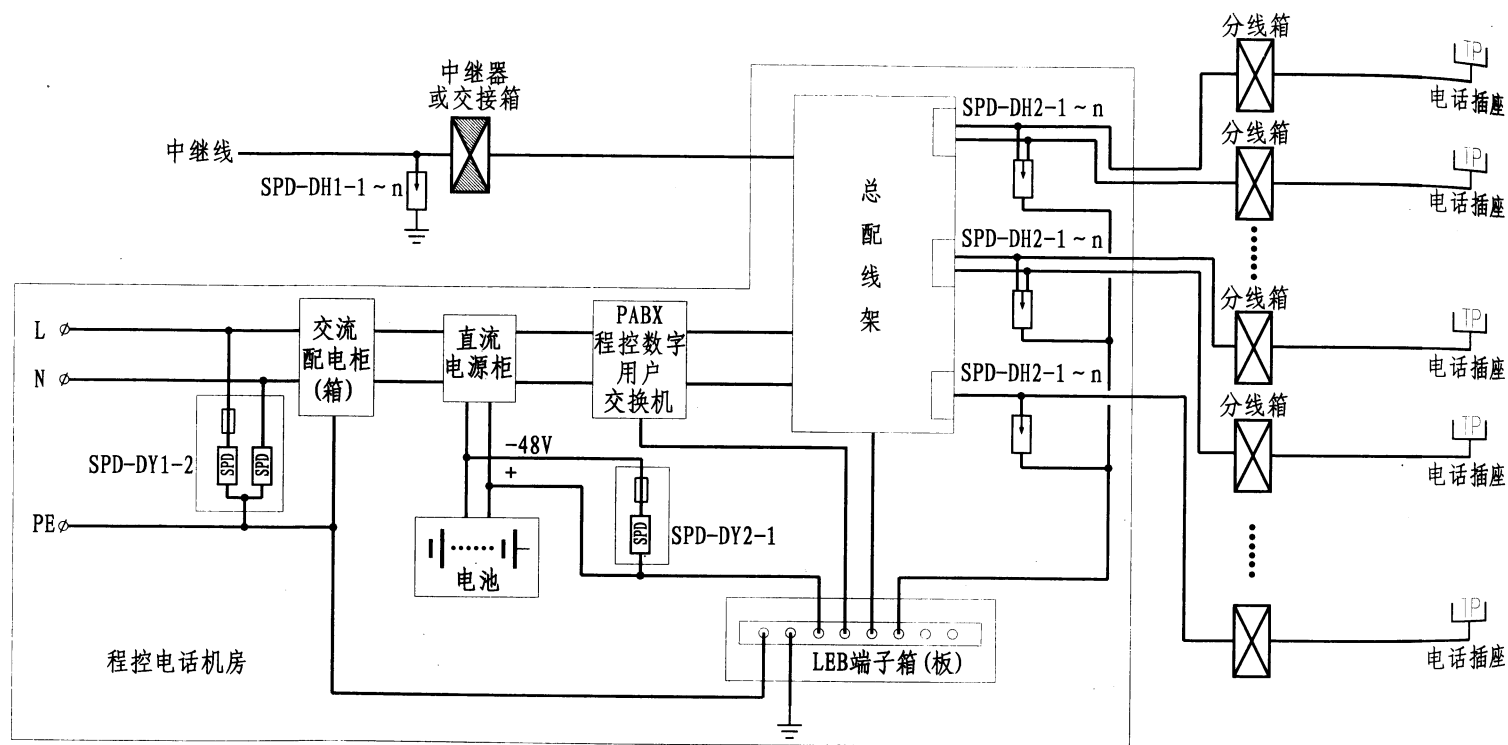 中继器
或交接箱
中继线
SPD-DH1-1~n
总
配
线
架
SPD-DH2-1~n
SPD-DH2-1~n
SPD-DH2-1~n
分线箱
TP
电话插座
分线箱
TP
电话插座
分线箱
TP
电话插座
分线箱
TP
电话插座
TP
电话插座
L
N
PE
交流
配电柜
(箱)
直流
电源柜
PABX
程控数字
用户
交换机
SPD-DY1-2
SPD
SPD
-48V
+
SPD
SPD-DY2-1
电池
LEB端子箱(板)
程控电话机房